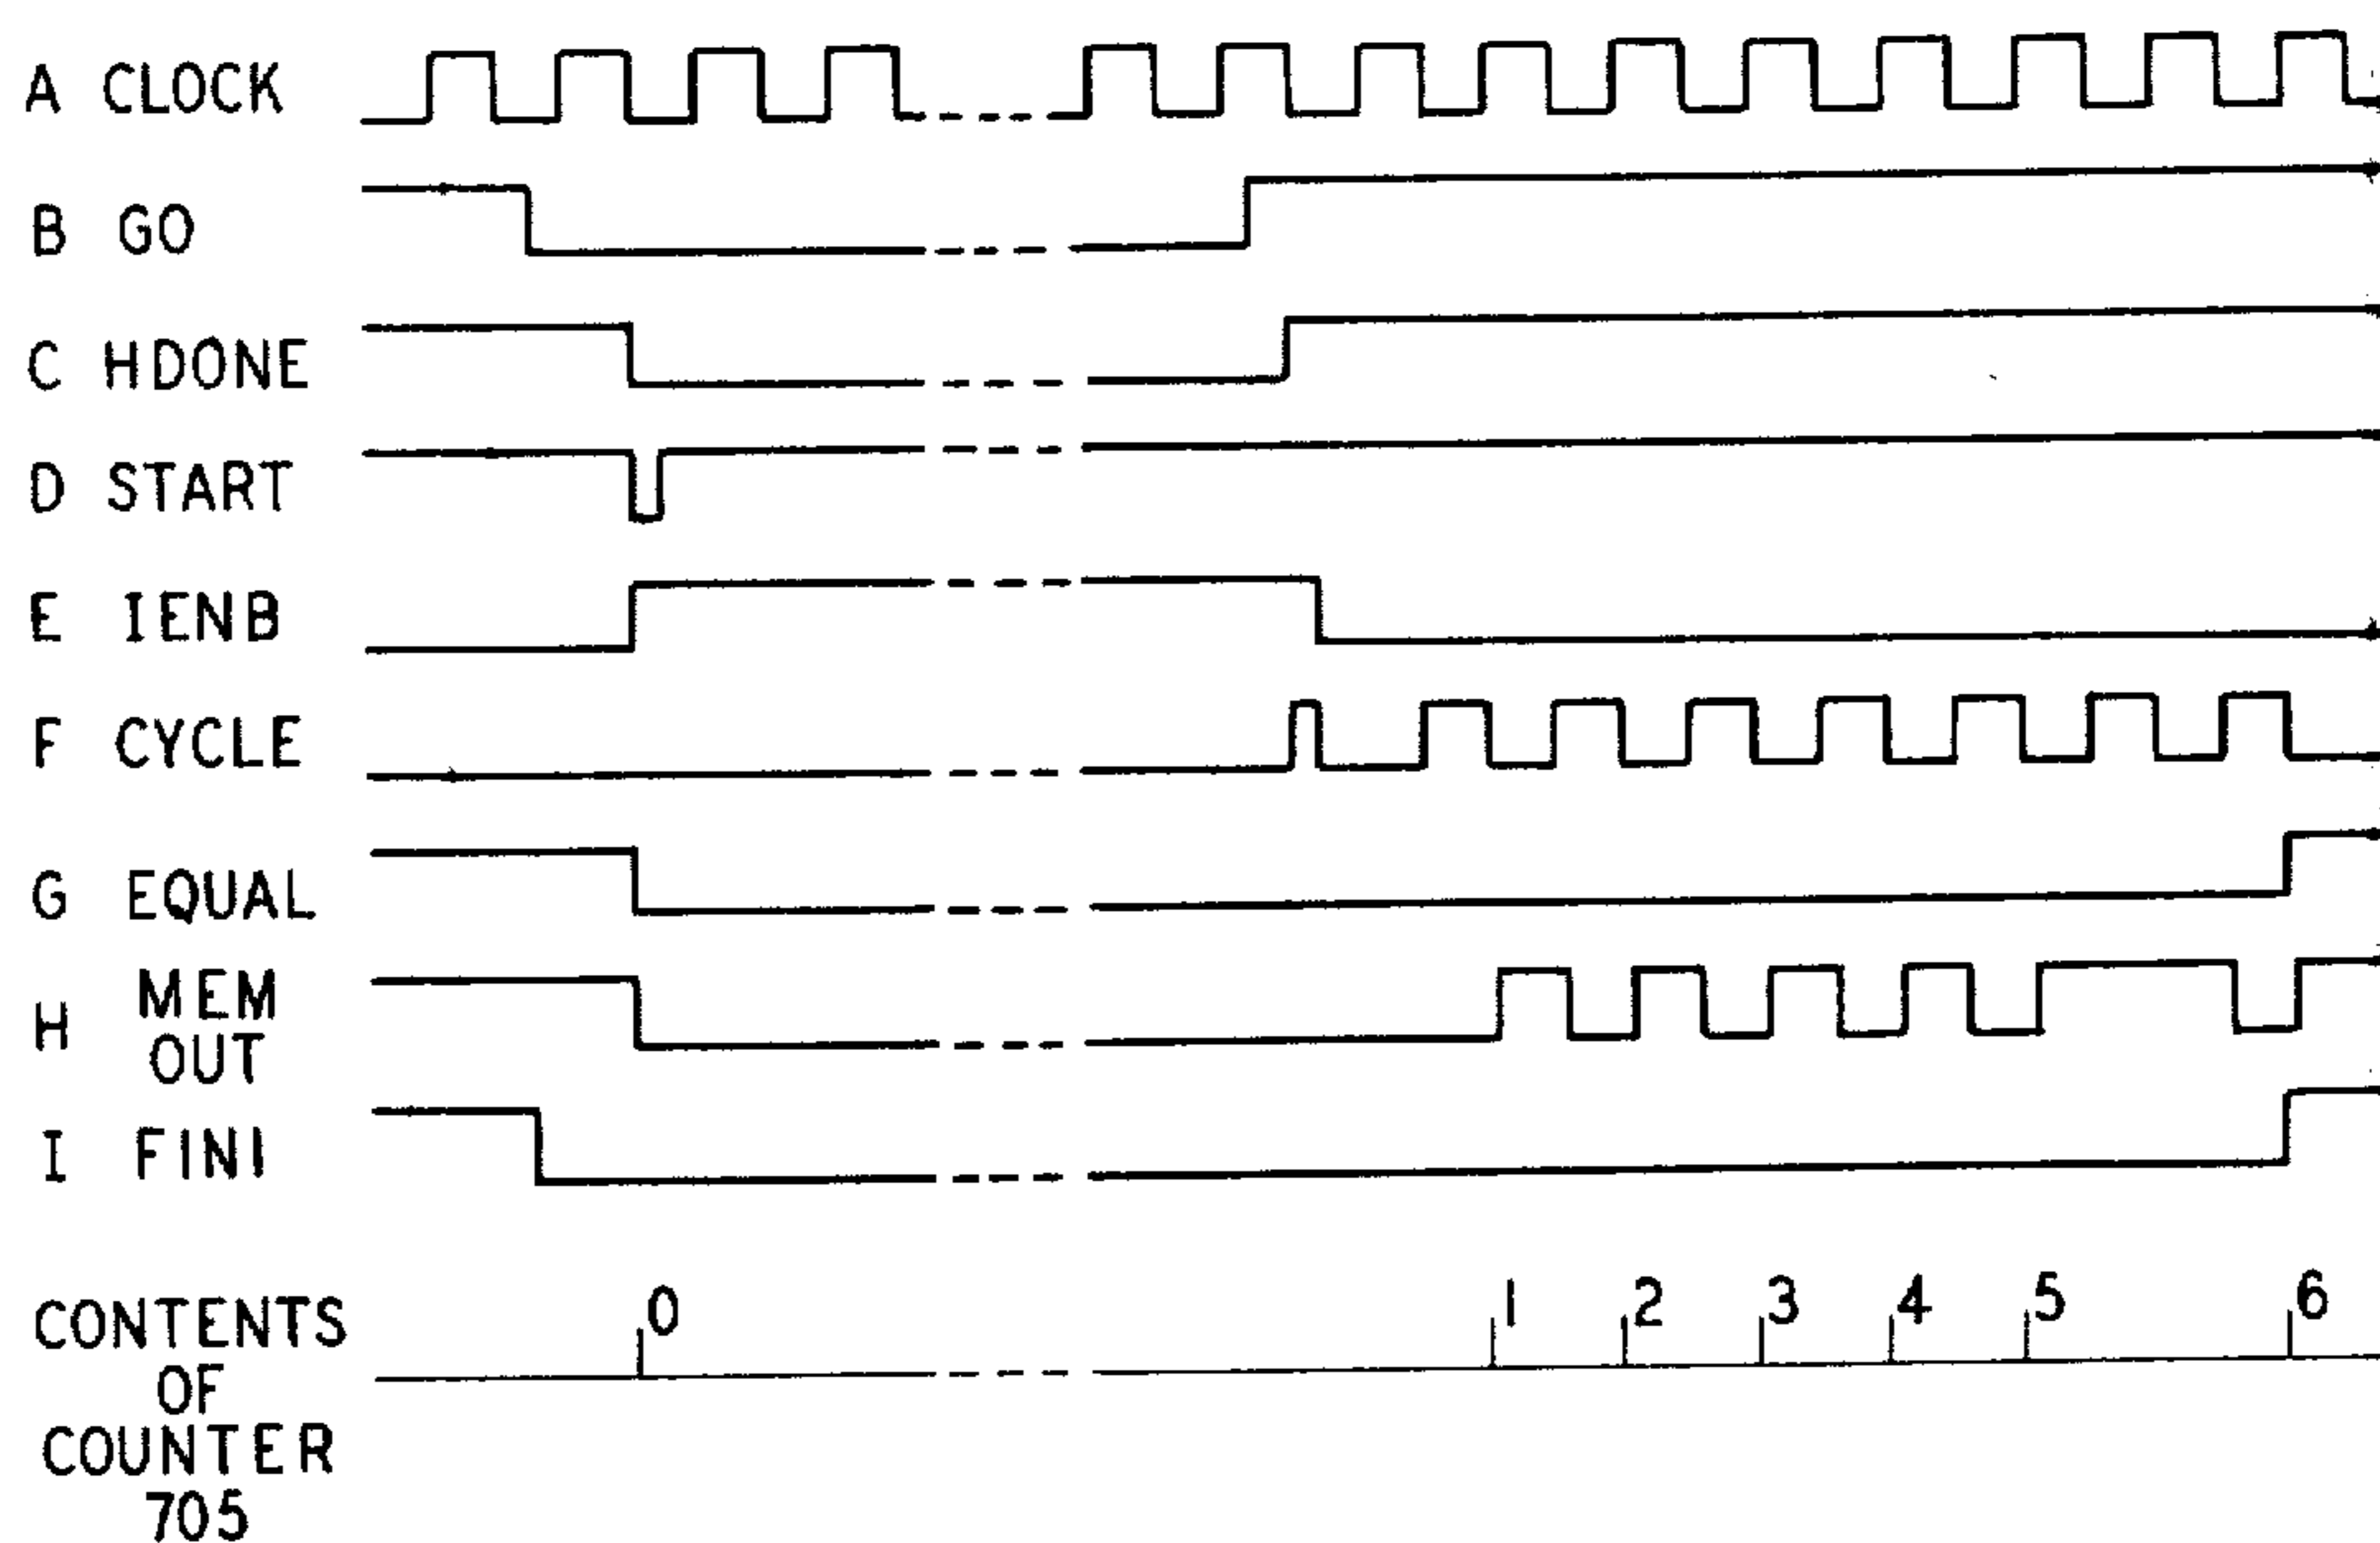 A CLOCK
B GO
C HDONE
D START
E IENB
F CYCLE
G EQUAL
H MEM OUT
I FINI
0 1 2 3 4 5 6
CONTENTS
OF
COUNTER
705